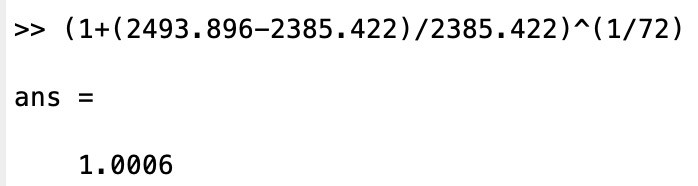 >> (1+(2493.896-2385.422)/2385.422)^(1/72)
ans =
1.0006